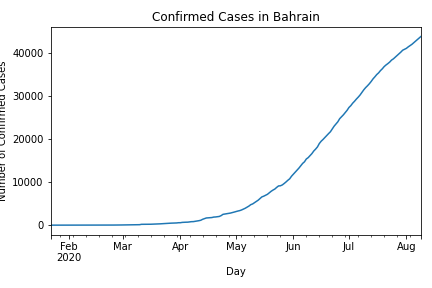 Confirmed Cases in Bahrain
Number of Confirmed Cases
40000
30000
20000
10000
0
Feb Mar Apr May Jun Jul Aug
2020
Day